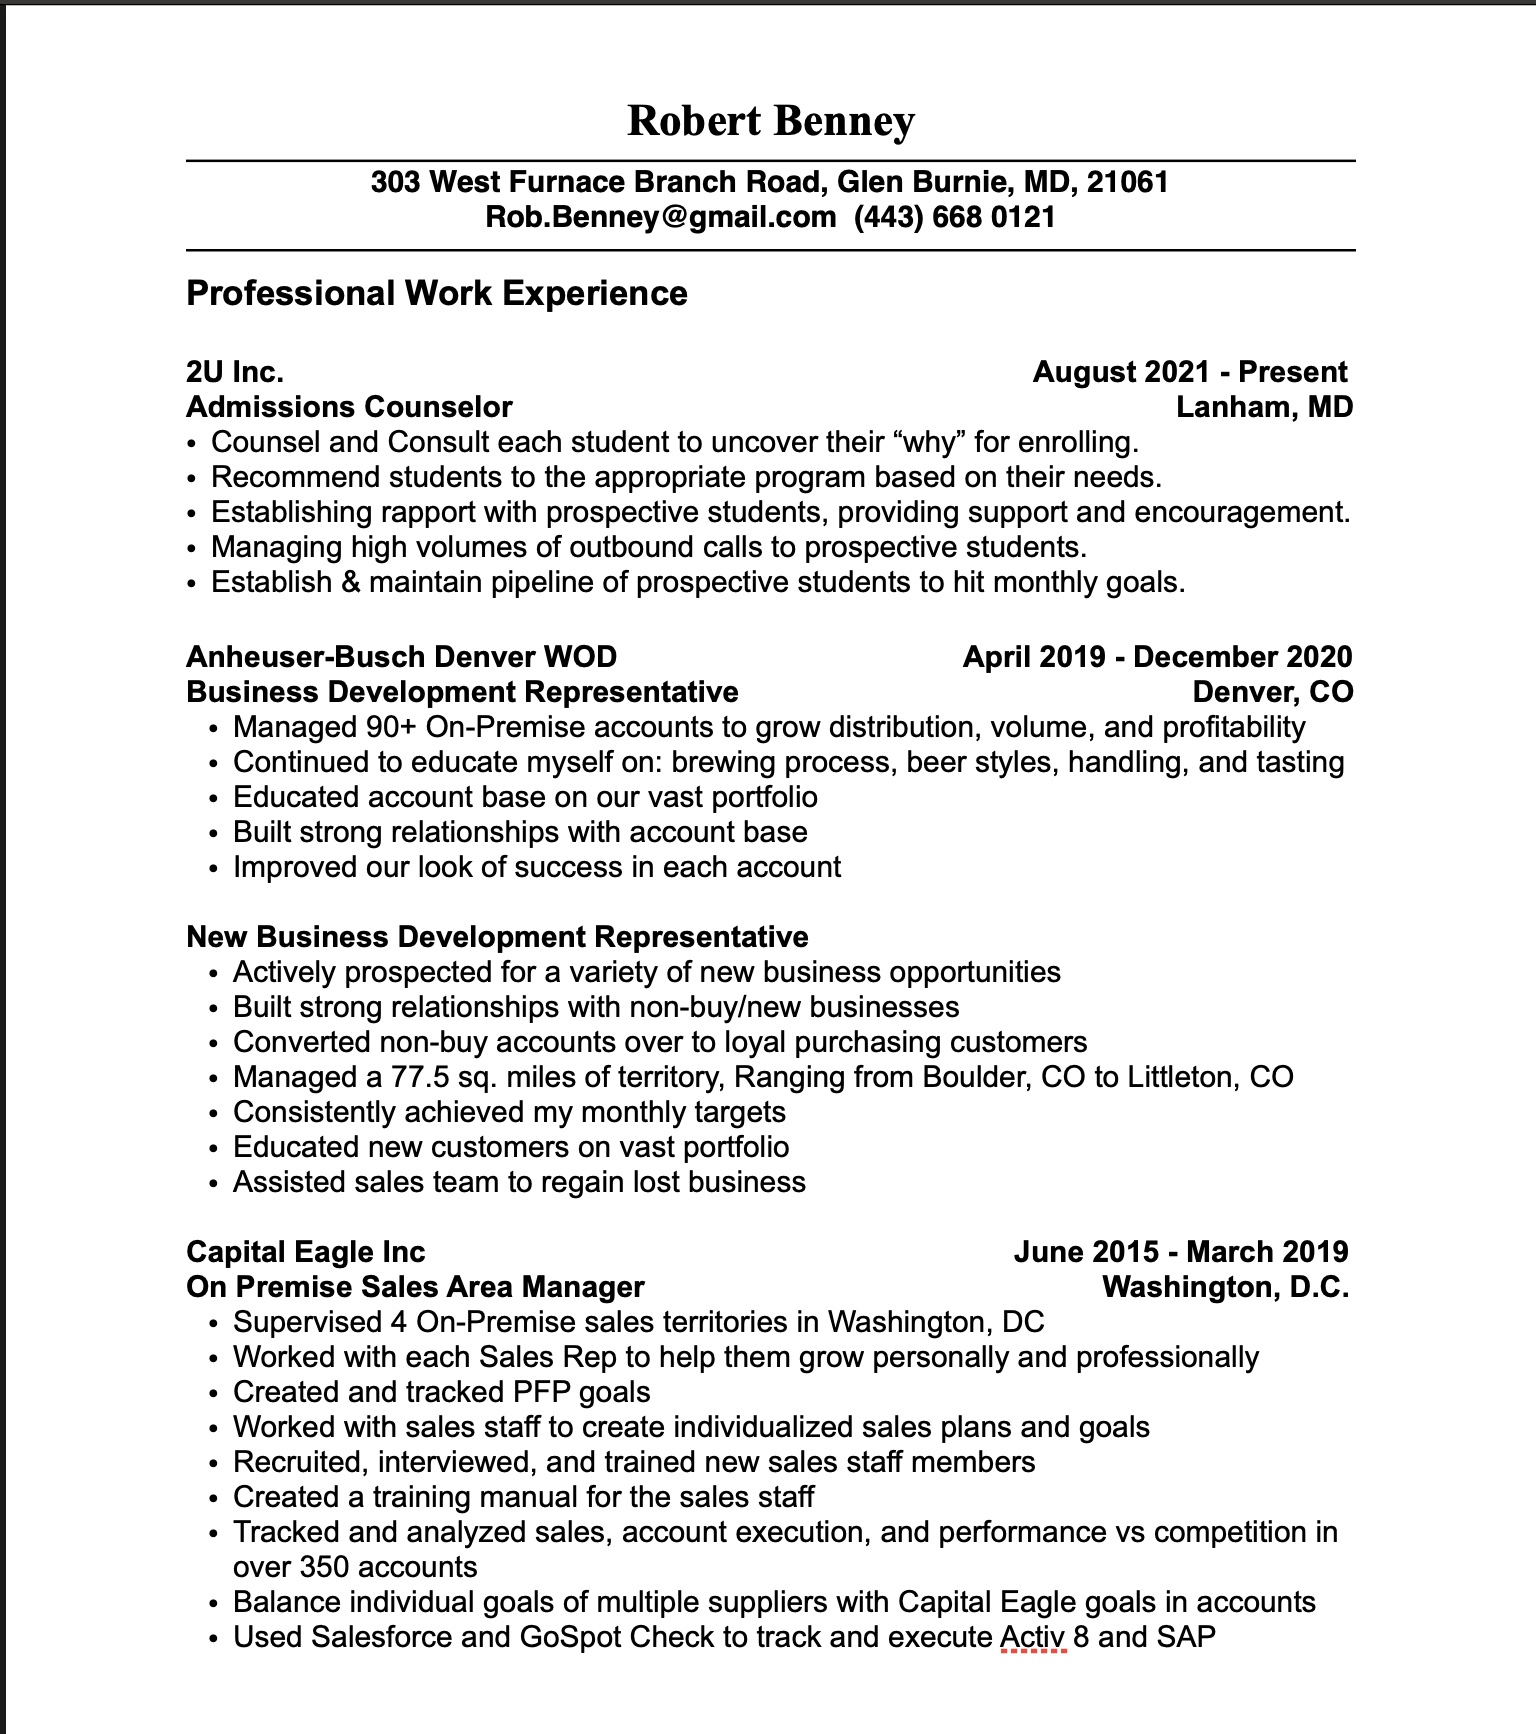 Robert Benney
303 West Furnace Branch Road, Glen Burnie, MD, 21061
Rob.Benney@gmail.com (443) 668 0121
Professional Work Experience
2U Inc. August 2021 - Present
Admissions Counselor Lanham, MD
• Counsel and Consult each student to uncover their “why” for enrolling.
• Recommend students to the appropriate program based on their needs.
• Establishing rapport with prospective students, providing support and encouragement.
• Managing high volumes of outbound calls to prospective students.
• Establish & maintain pipeline of prospective students to hit monthly goals.
Anheuser-Busch Denver WOD April 2019 - December 2020
Business Development Representative Denver, CO
• Managed 90+ On-Premise accounts to grow distribution, volume, and profitability
• Continued to educate myself on: brewing process, beer styles, handling, and tasting
• Educated account base on our vast portfolio
• Built strong relationships with account base
• Improved our look of success in each account
New Business Development Representative
• Actively prospected for a variety of new business opportunities
• Built strong relationships with non-buy/new businesses
• Converted non-buy accounts over to loyal purchasing customers
• Managed a 77.5 sq. miles of territory, Ranging from Boulder, CO to Littleton, CO
• Consistently achieved my monthly targets
• Educated new customers on vast portfolio
• Assisted sales team to regain lost business
Capital Eagle Inc June 2015 - March 2019
On Premise Sales Area Manager Washington, D.C.
• Supervised 4 On-Premise sales territories in Washington, DC
• Worked with each Sales Rep to help them grow personally and professionally
• Created and tracked PFP goals
• Worked with sales staff to create individualized sales plans and goals
• Recruited, interviewed, and trained new sales staff members
• Created a training manual for the sales staff
• Tracked and analyzed sales, account execution, and performance vs competition in
over 350 accounts
• Balance individual goals of multiple suppliers with Capital Eagle goals in accounts
• Used Salesforce and GoSpot Check to track and execute Activ 8 and SAP